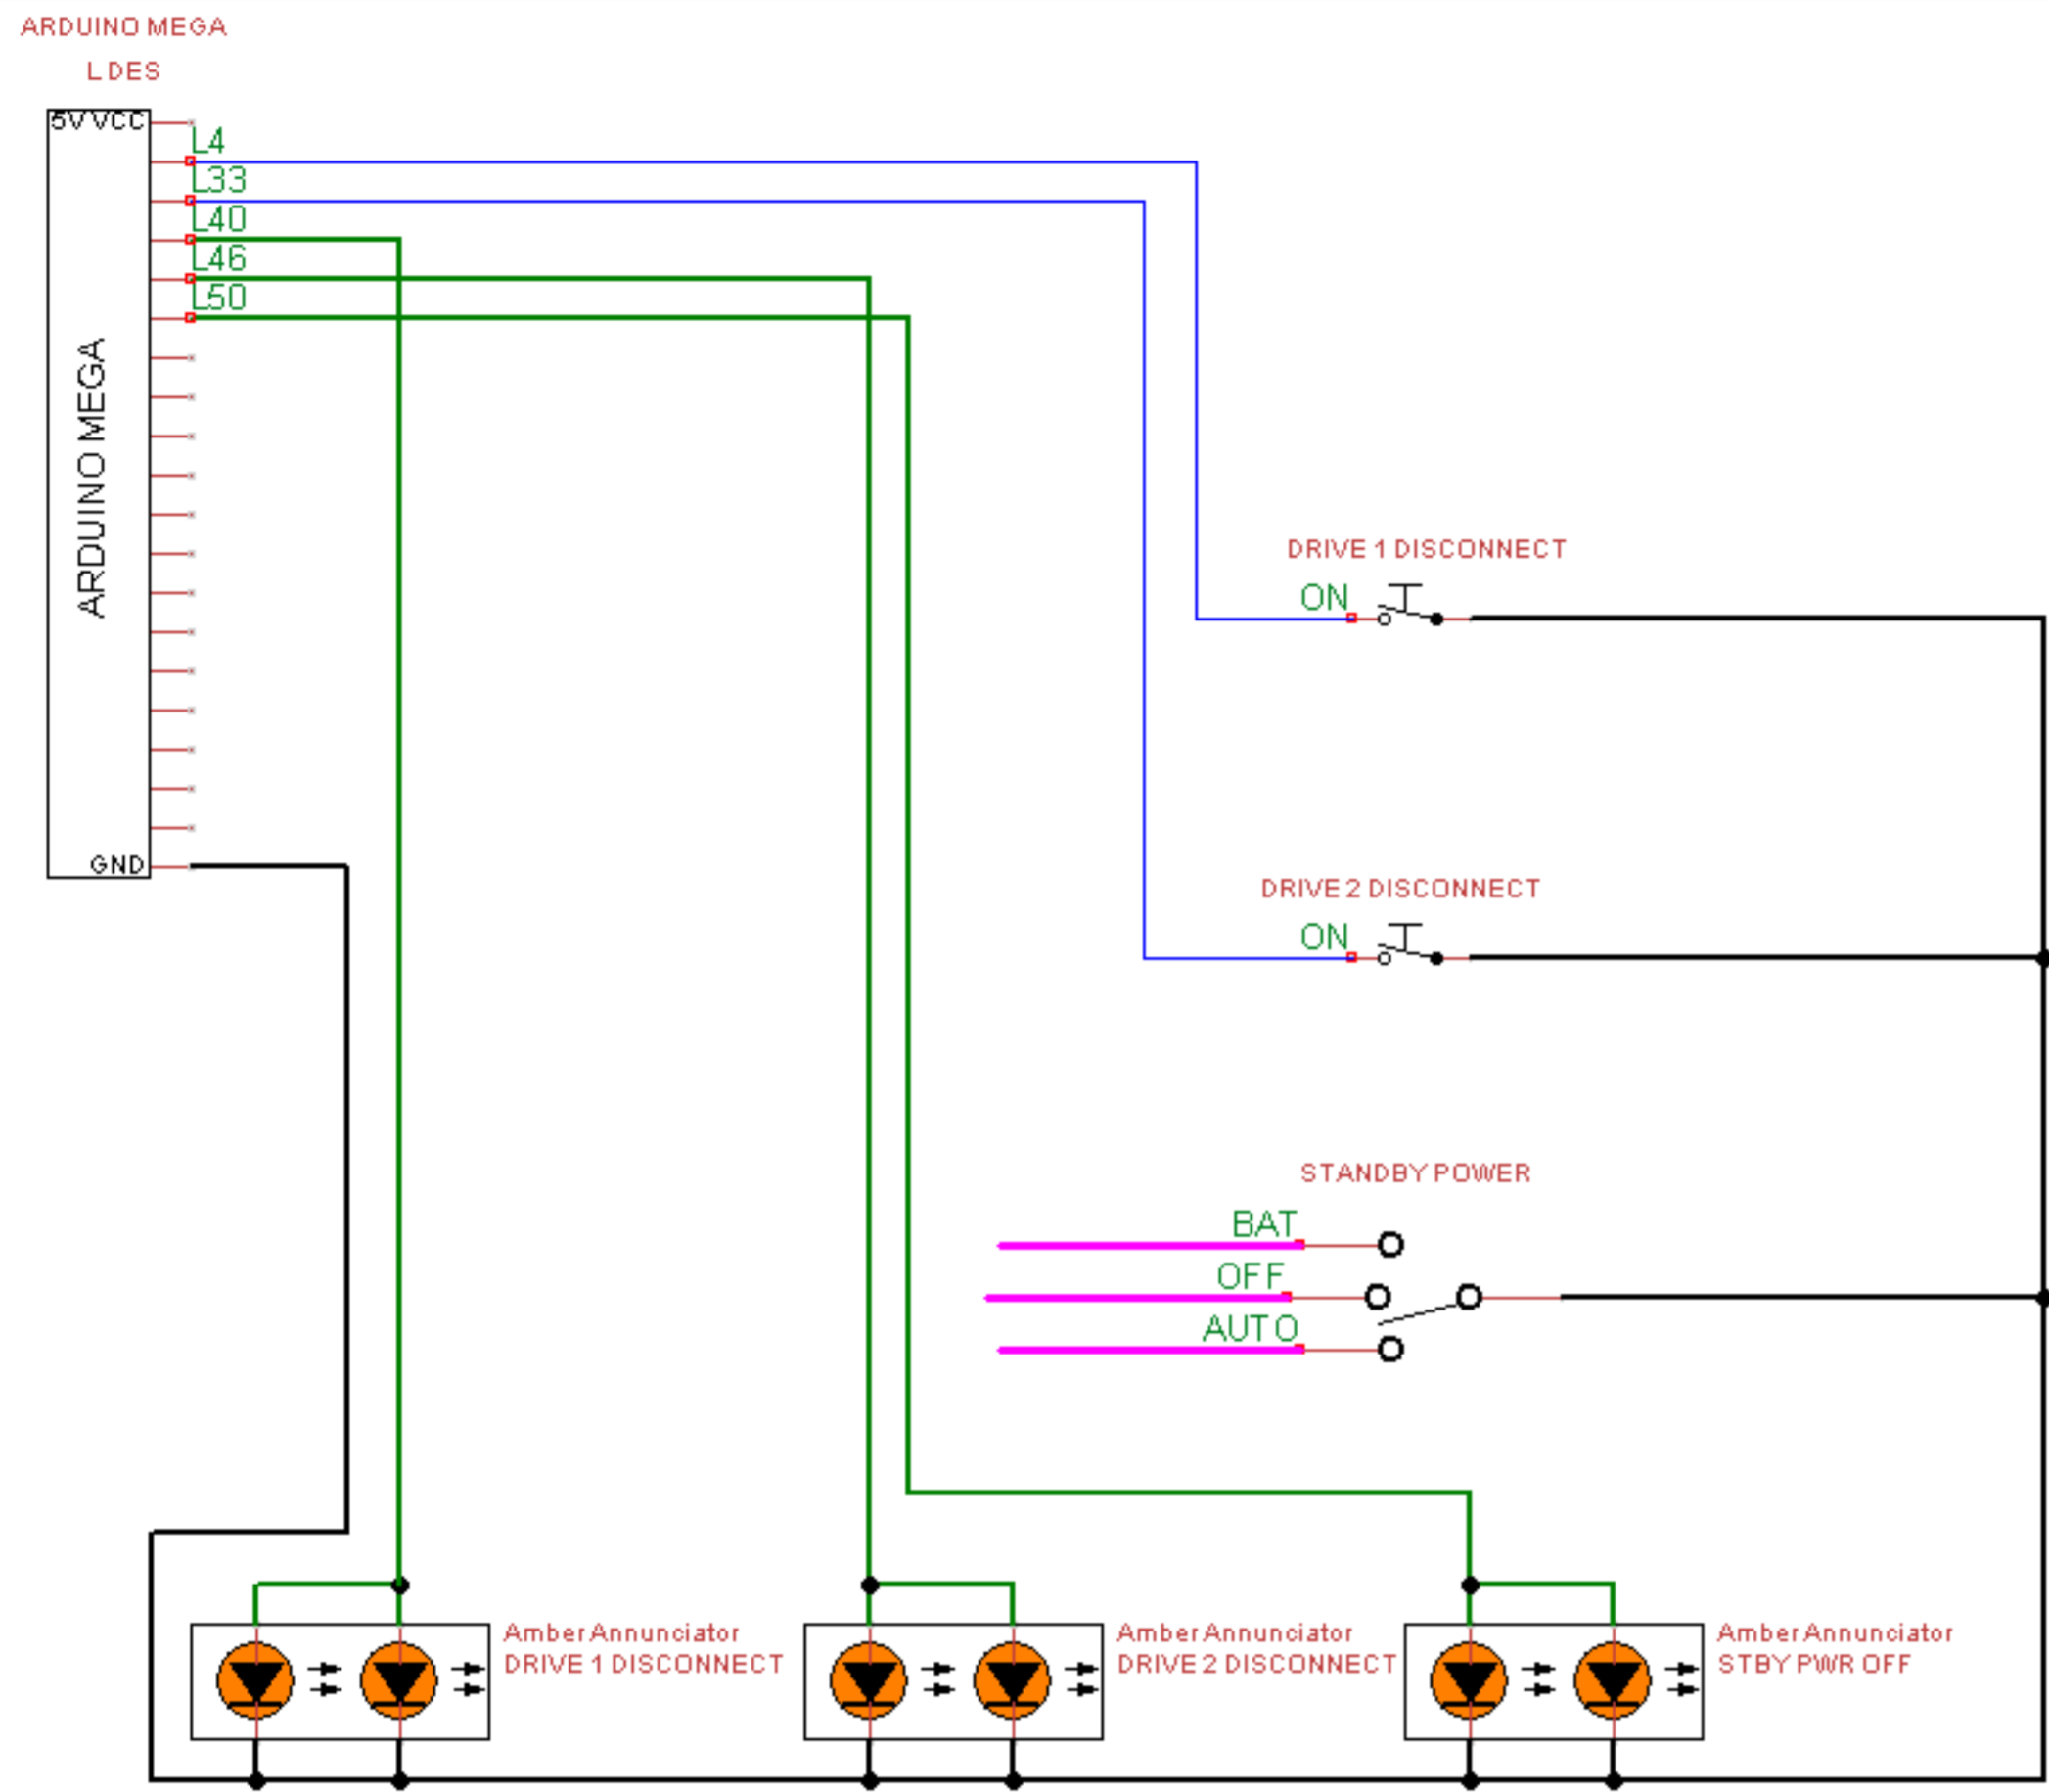 ARDUINO MEGA
L DES
5V VCC
L4
L33
L40
L46
L50
ARDUINO MEGA
GND
DRIVE 1 DISCONNECT
ON
DRIVE 2 DISCONNECT
ON
STANDBY POWER
BAT
OFF
AUTO
Amber Annunciator
DRIVE 1 DISCONNECT
Amber Annunciator
DRIVE 2 DISCONNECT
Amber Annunciator
STBY PWR OFF